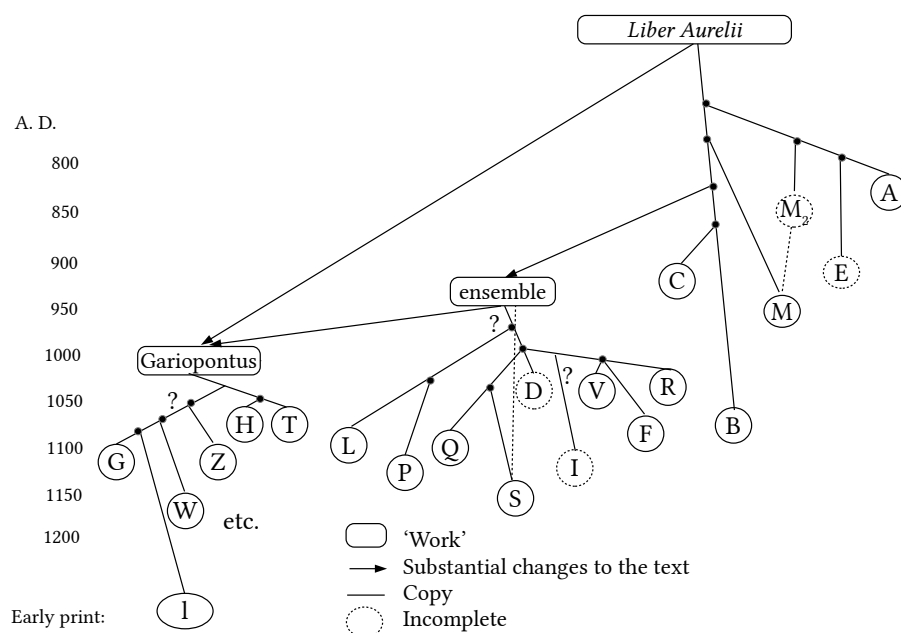 Liber Aurelii
A. D.
800
A
850
M2
900
C
E
ensemble
950
M
?
1000
Gariopontus
?
D
V
R
1050
?
H
T
B
L
Q
F
1100
G
Z
P
I
1150
W
S
etc.
1200
‘Work’
Substantial changes to the text
Copy
Early print:
l
Incomplete